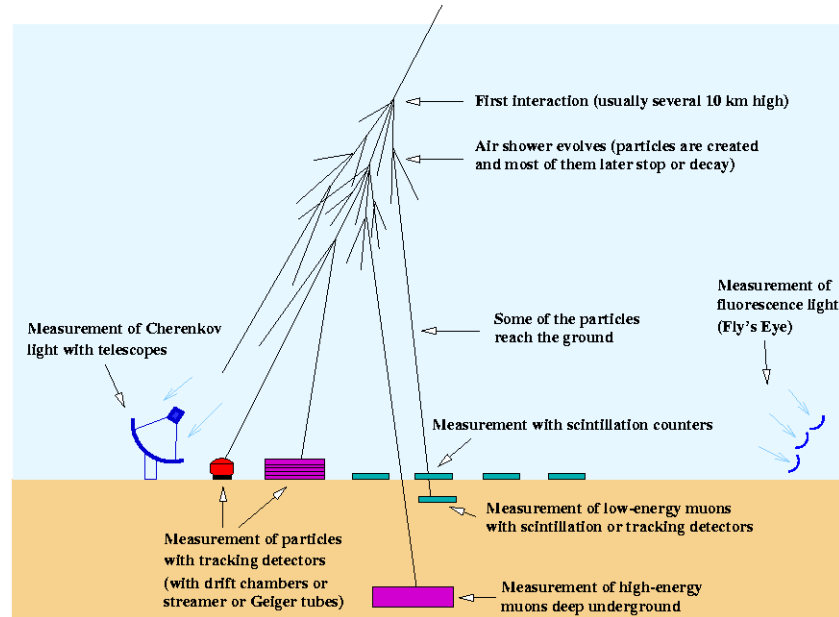 First interaction (usually several 10 km high)
Air shower evolves (particles are created
and most of them later stop or decay)
Measurement of
fluorescence light
(Fly's Eye)
Measurement of Cherenkov
light with telescopes
Some of the particles
reach the ground
Measurement with scintillation counters
Measurement of low-energy muons
with scintillation or tracking detectors
Measurement of particles
with tracking detectors
(with drift chambers or
streamer or Geiger tubes)
Measurement of high-energy
muons deep underground